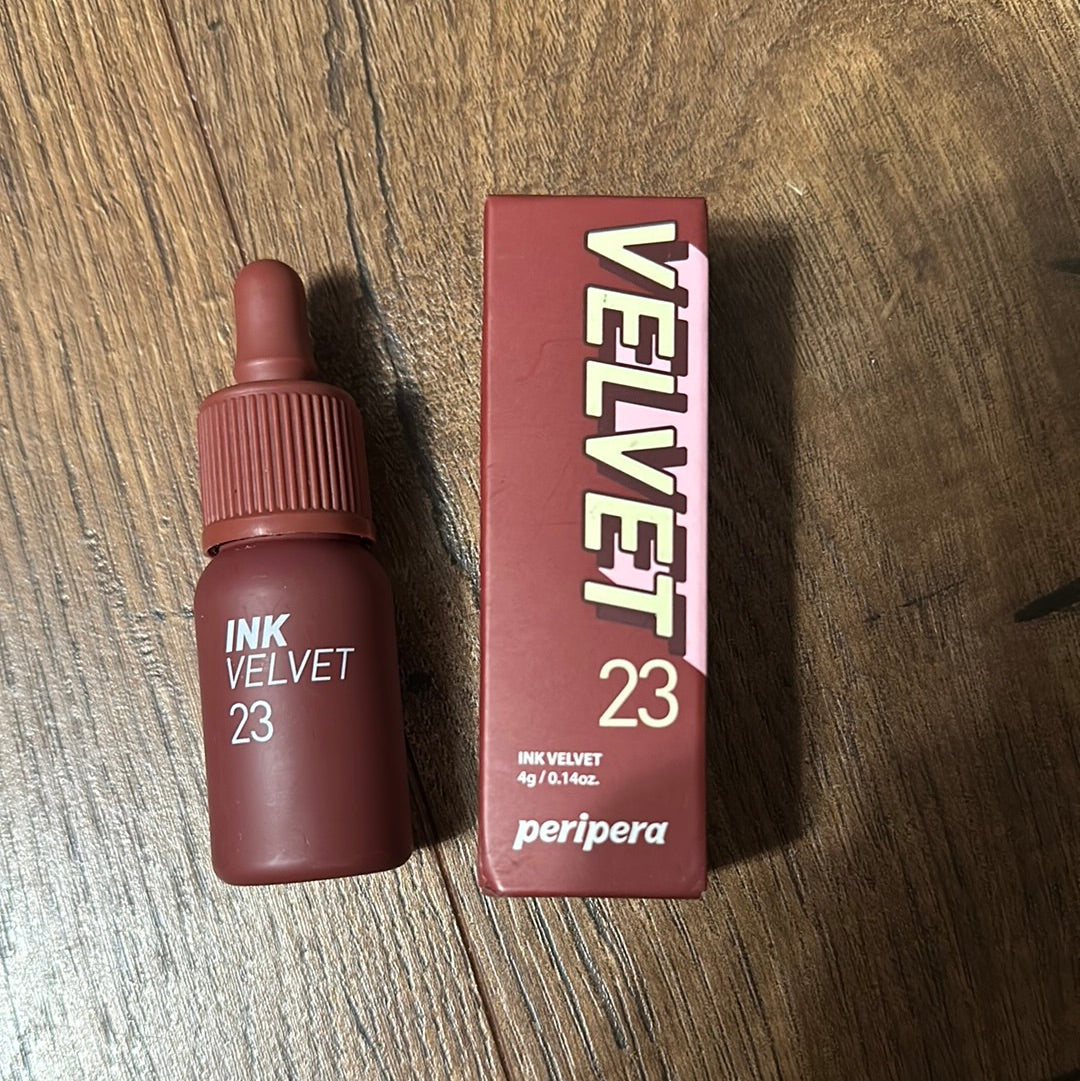 INK
VELVET
23
VELVET
23
INK VELVET
4g / 0.14oz.
peripera